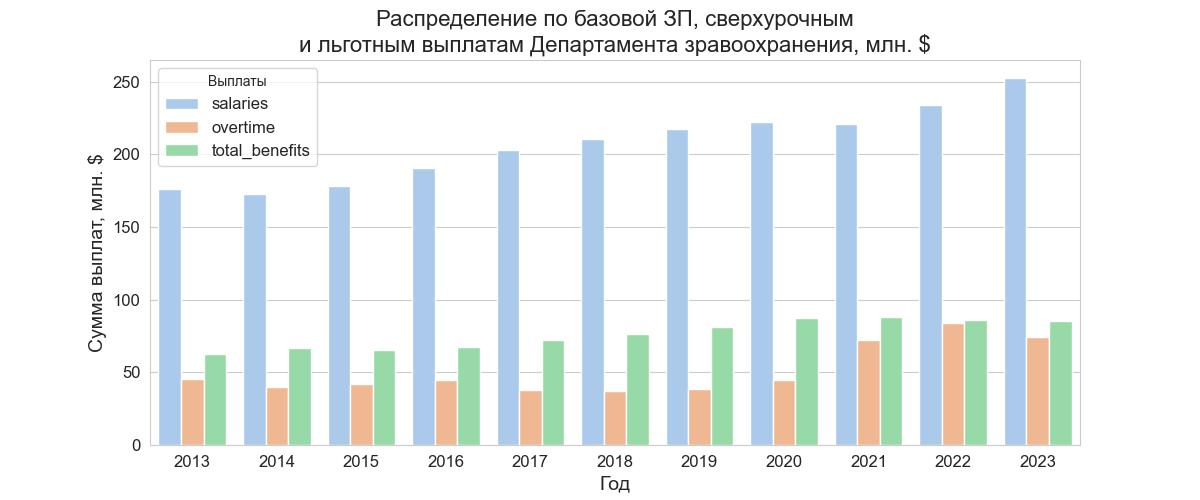 Распределение по базовой ЗП, сверхурочным
и льготным выплатам Департамента зравоохранения, млн. $
Выплаты
salaries
overtime
total_benefits
Сумма выплат, млн. $
250
200
150
100
50
0
2013 2014 2015 2016 2017 2018 2019 2020 2021 2022 2023
Год